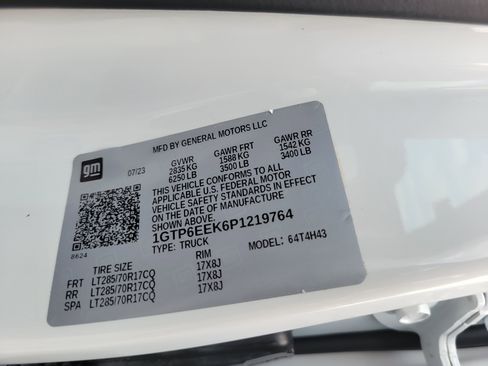 MFD BY GENERAL MOTORS LLC
gm
07/23 GVWR GAWR FRT GAWR RR
2835 KG 1588 KG 1542 KG
6250 LB 3500 LB 3400 LB
THIS VEHICLE CONFORMS TO ALL
APPLICABLE U.S. FEDERAL MOTOR
VEHICLE SAFETY STANDARDS IN EFFECT
ON THE DATE OF MANUFACTURE SHOWN
ABOVE.
1GTP6EEK6P1219764
TYPE: TRUCK MODEL: 64T4H43
8624
TIRE SIZE RIM
FRT LT285/70R17CQ 17X8J
RR LT285/70R17CQ 17X8J
SPA LT285/70R17CQ 17X8J